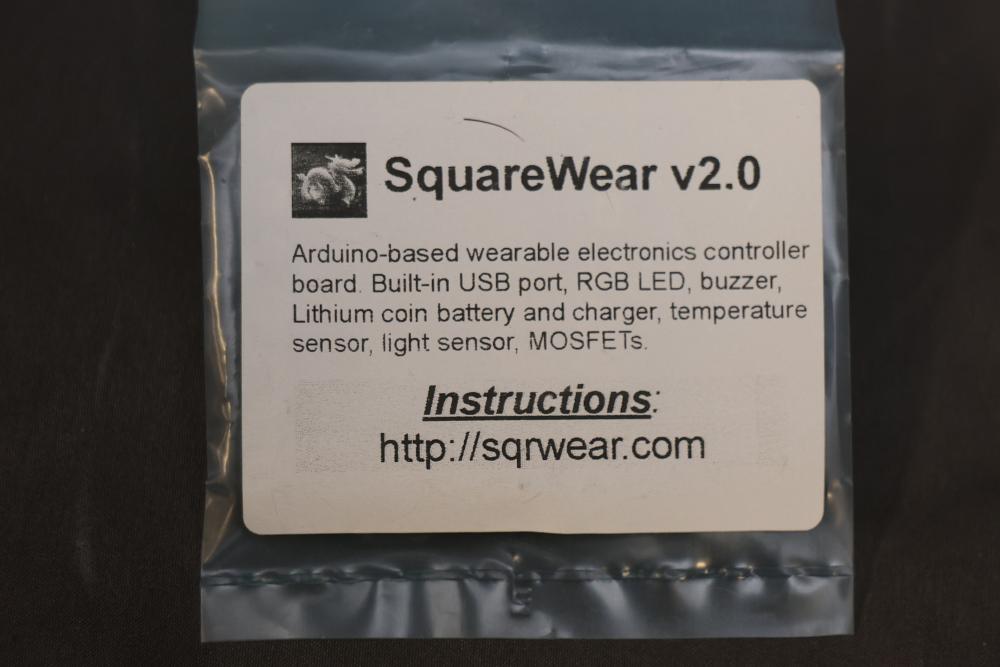 SquareWear v2.0
Arduino-based wearable electronics controller
board. Built-in USB port, RGB LED, buzzer,
Lithium coin battery and charger, temperature
sensor, light sensor, MOSFETs.
Instructions:
http://sqrwear.com